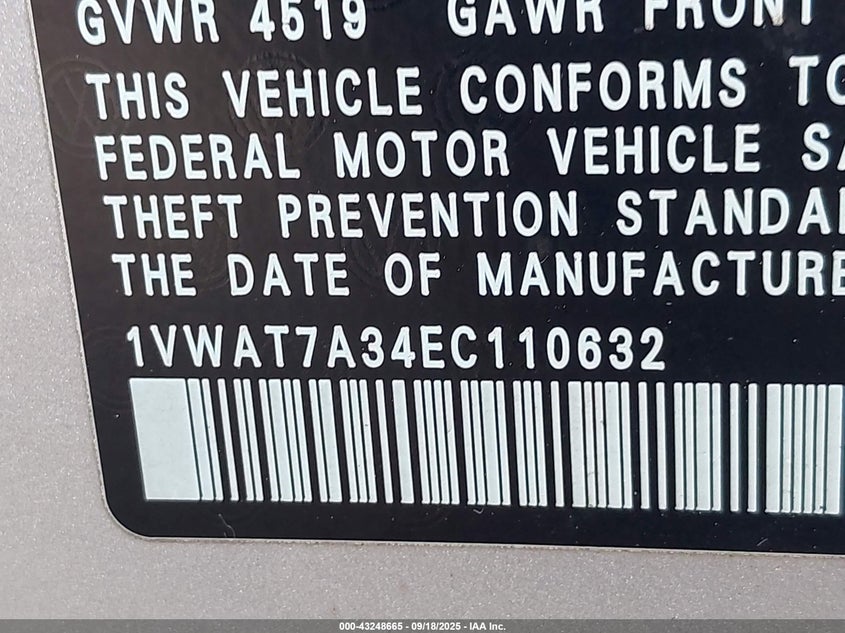 GVWR 4519 GAWR FRONT
THIS VEHICLE CONFORMS TO
FEDERAL MOTOR VEHICLE SA
THEFT PREVENTION STANDAR
THE DATE OF MANUFACTURE
1VWAT7A34EC110632
000-43248665 - 09/18/2025 - IAA Inc.